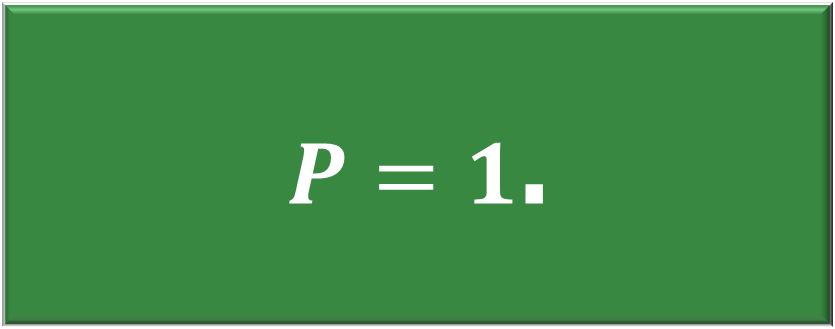 P = 1.